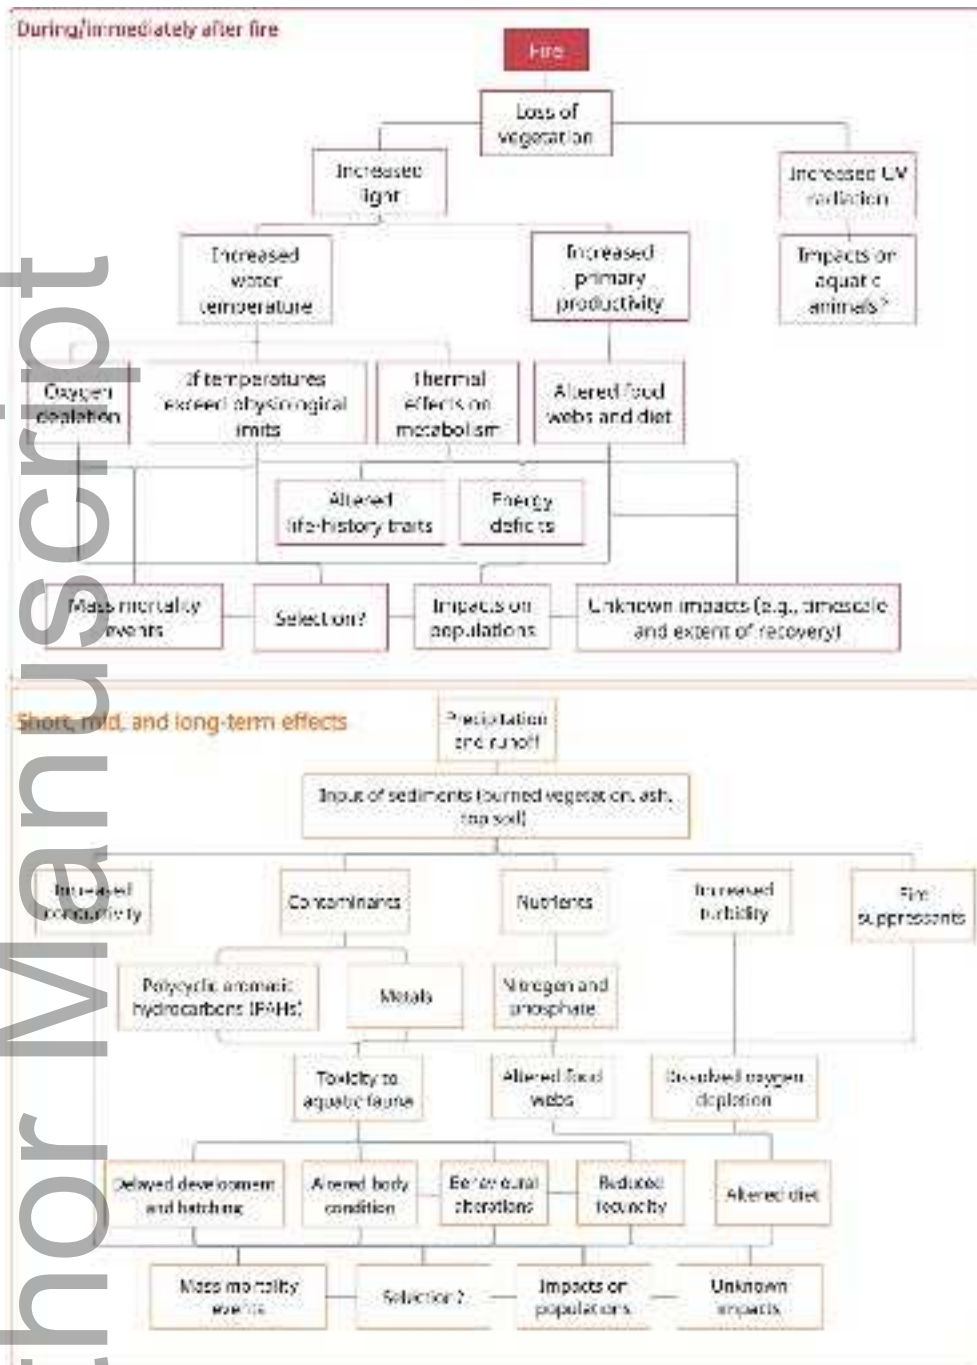 During/immediately after fire
Fire
Loss of
vegetation
Increased
light
Increased UV
radiation
Increased
water
temperature
Increased
primary
productivity
Impacts on
aquatic
animals?
Oxygen
depletion
If temperatures
exceed physiological
limits
Thermal
effects on
metabolism
Altered food
webs and diet
Altered
life-history traits
Energy
deficits
Mass mortality
events
Selection?
Impacts on
populations
Unknown impacts (e.g., timescale
and extent of recovery)
Short, mid, and long-term effects
Precipitation
and runoff
Input of sediments (burned vegetation, ash,
top soil)
Increased
conductivity
Contaminants
Nutrients
Increased
turbidity
Fire
suppressants
Polycyclic aromatic
hydrocarbons (PAHs)
Metals
Nitrogen and
phosphate
Toxicity to
aquatic fauna
Altered food
webs
Dissolved oxygen
depletion
Delayed development
and hatching
Altered body
condition
Behavioural
alterations
Reduced
fecundity
Altered diet
Mass mortality
events
Selection?
Impacts on
populations
Unknown
impacts
hor Manuscript